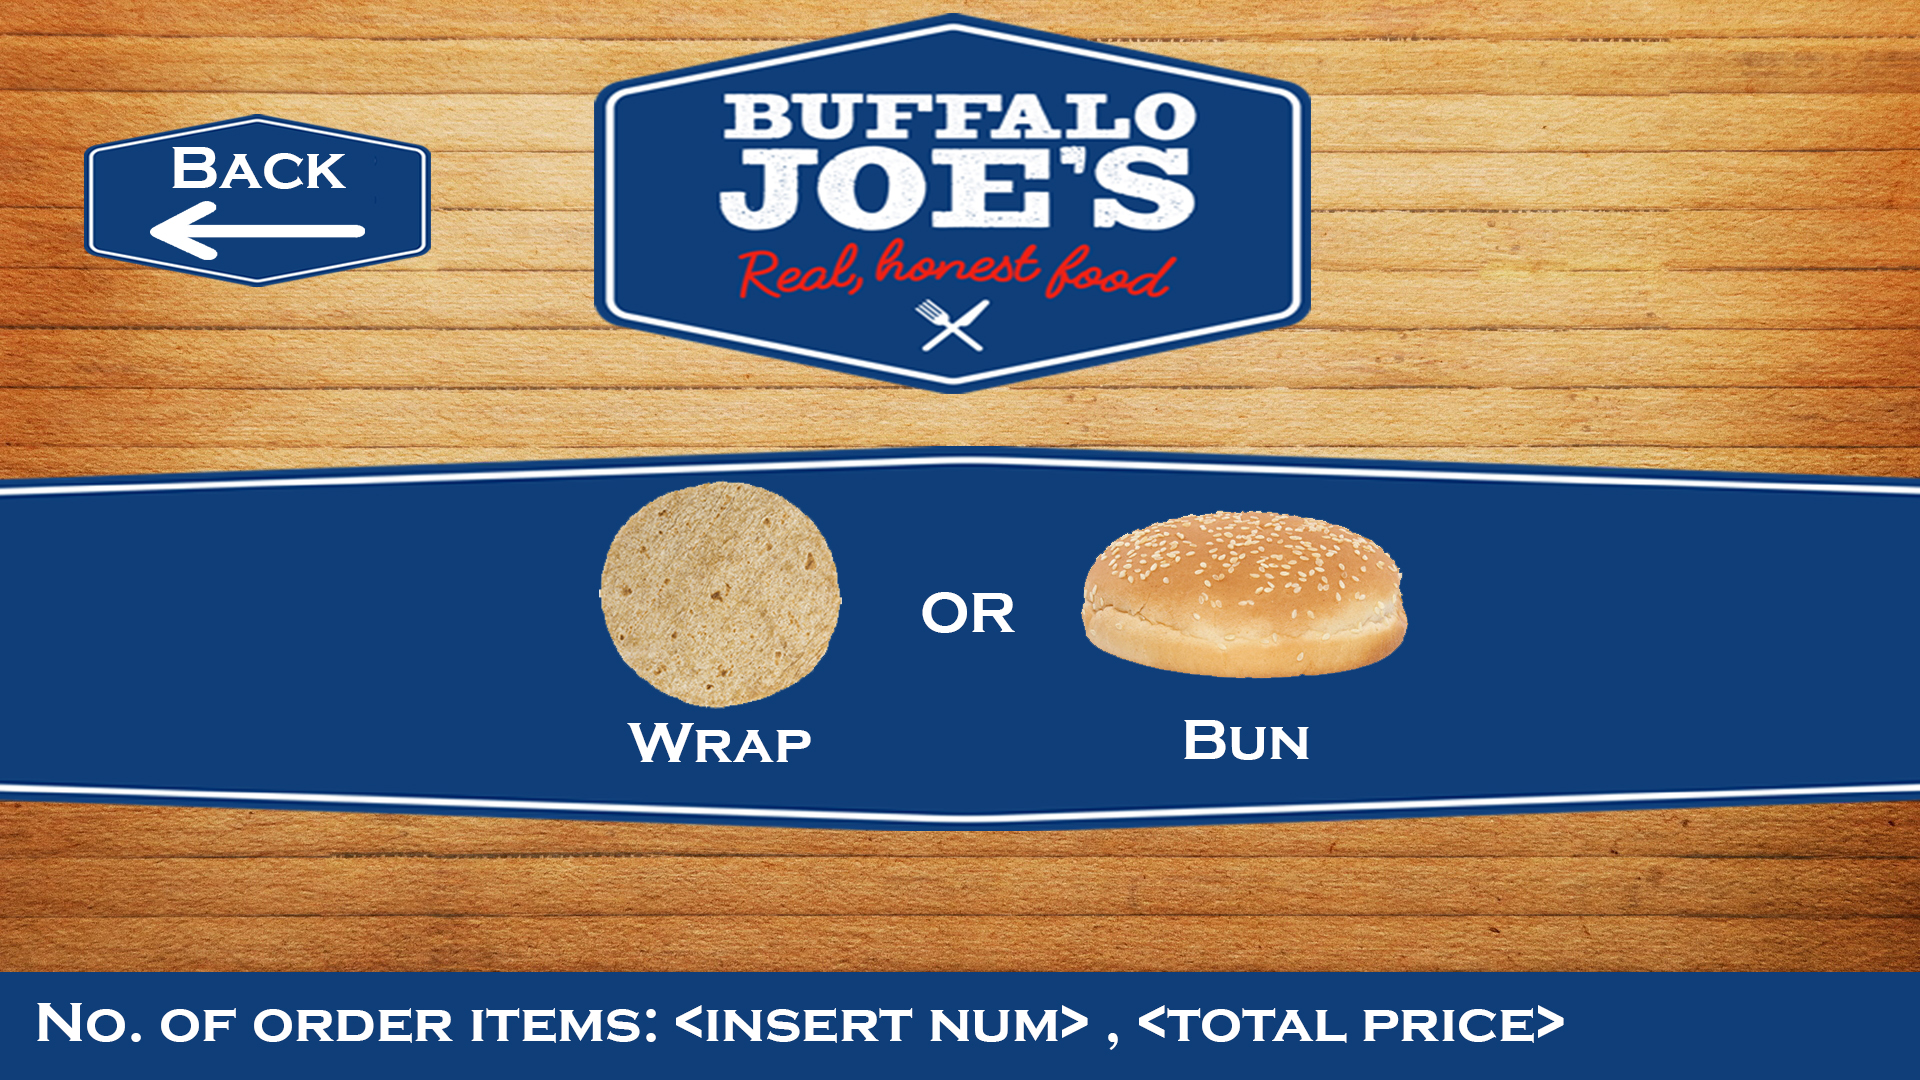 BUFFALO
JOE'S
Real, honest food
BACK
OR
WRAP
BUN
NO. OF ORDER ITEMS: <INSERT NUM> , <TOTAL PRICE>